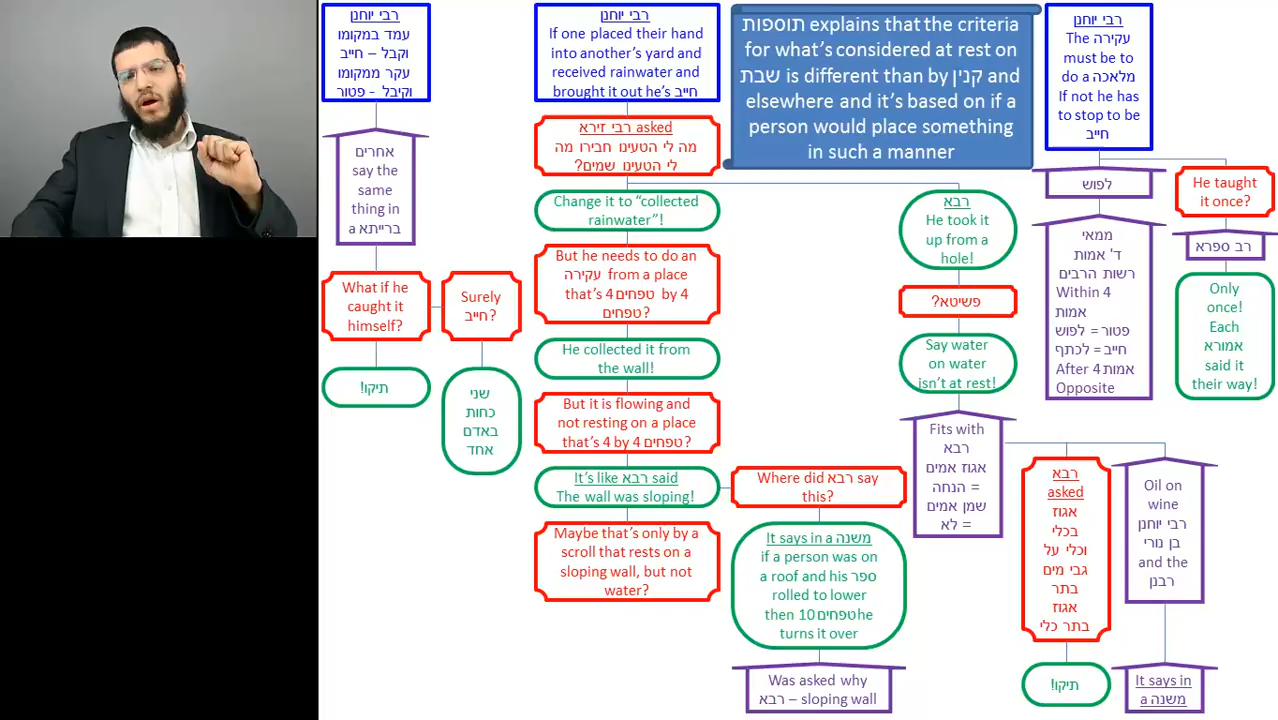 רבי יוחנן
עמד במקומו
וקבל – חייב
עקר ממקומו
וקיבל - פטור
אחרים
say the
same
thing in
a ברייתא
What if he
caught it
himself?
תיקו!
Surely
חייב?
שני
כחות
באדם
אחד
רבי יוחנן
If one placed their hand
into another’s yard and
received rainwater and
brought it out he’s חייב
רבי זירא asked
מה לי הטעינו חבירו מה
לי הטעינו שמים?
Change it to “collected
rainwater”!
But he needs to do an
עקירה from a place
that’s 4 טפחים by 4
טפחים?
He collected it from
the wall!
But it is flowing and
not resting on a place
that’s 4 by 4 טפחים?
It’s like רבא said
The wall was sloping!
Maybe that’s only by a
scroll that rests on a
sloping wall, but not
water?
Where did רבא say
this?
It says in a משנה
if a person was on
a roof and his ספר
rolled to lower
then 10 טפחים he
turns it over
Was asked why
רבא – sloping wall
תוספות explains that the criteria
for what’s considered at rest on
שבת is different than by קנין and
elsewhere and it’s based on if a
person would place something
in such a manner
רבא
He took it
up from a
hole!
פשיטא?
Say water
on water
isn’t at rest!
Fits with
רבא
אגוז אמים
= הנחה
שמן אמים
= לא
רבא
asked
אגוז
בכלי
וכלי על
גבי מים
בתר
אגוז
בתר כלי
תיקו!
Oil on
wine
רבי יוחנן
בן נורי
and the
רבנן
It says in
a משנה
רבי יוחנן
The עקירה
must be to
do a מלאכה
If not he has
to stop to be
חייב
לפוש
ממאי
ד' אמות
רשות הרבים
Within 4
אמות
לפוש = פטור
לכתף = חייב
After 4 אמות
Opposite
He taught
it once?
רב ספרא
Only
once!
Each
אמורא
said it
their way!